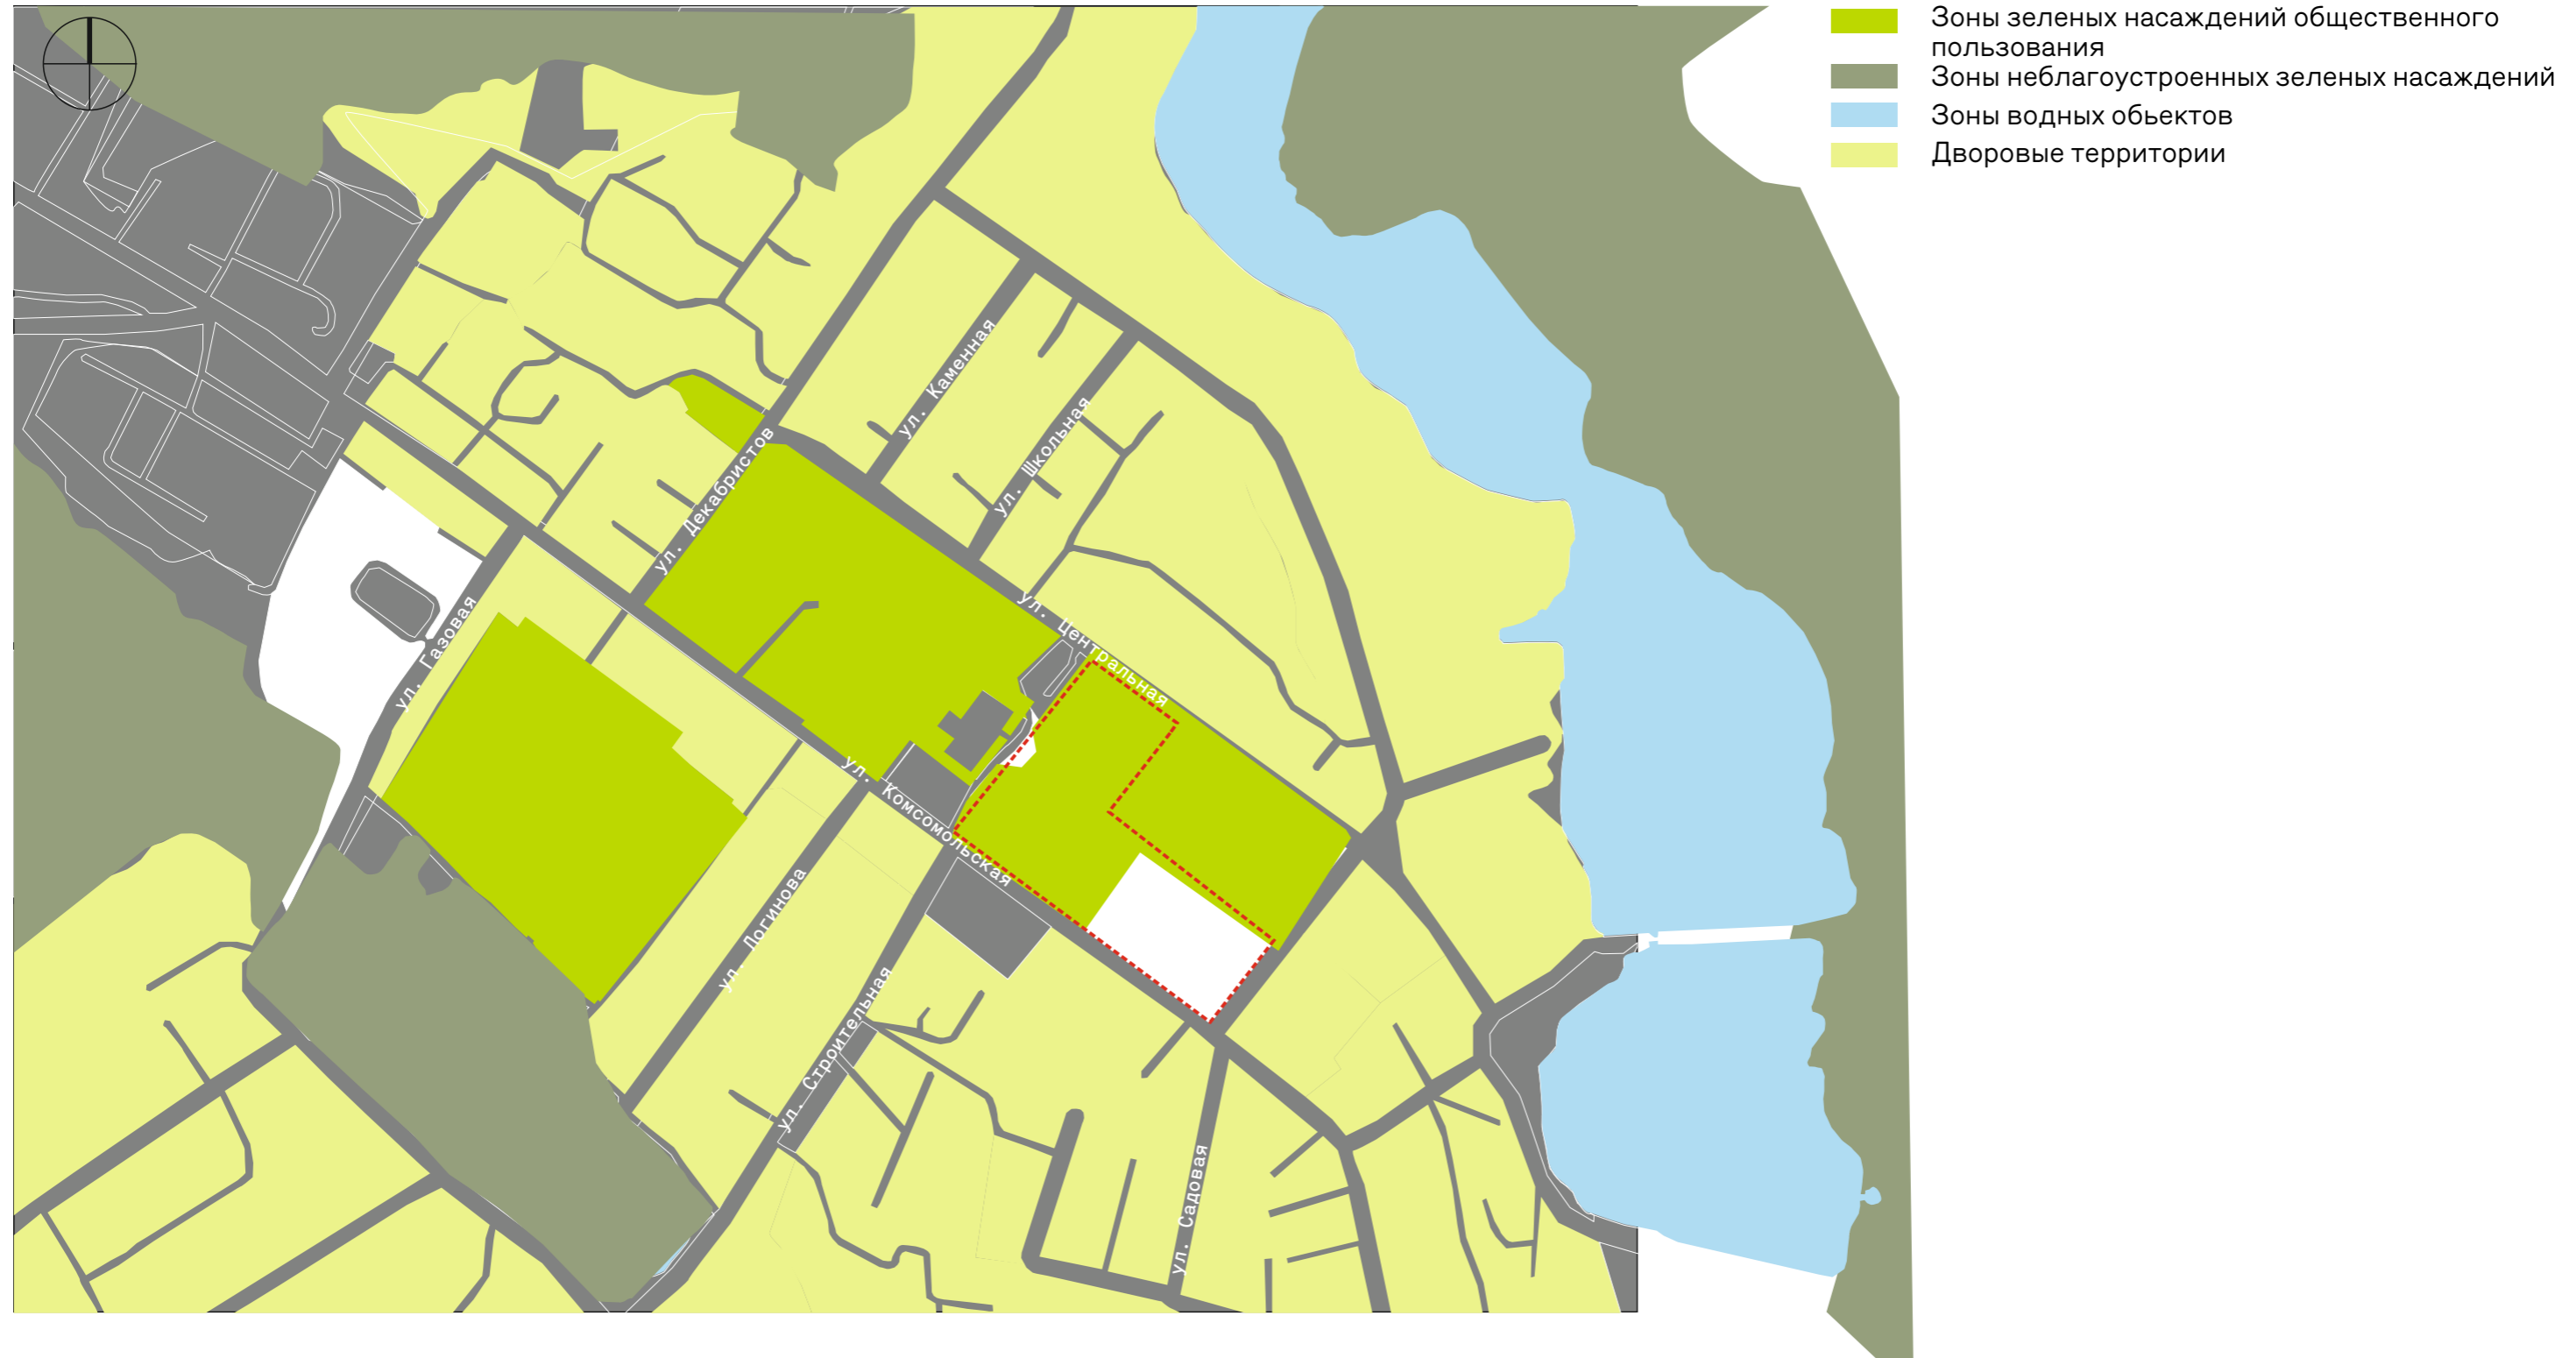 Зоны зеленых насаждений общественного
пользования
Зоны неблагоустроенных зеленых насаждений
Зоны водных обьектов
Дворовые территории
ул. Каменная
ул. Школьная
ул. Декабристов
ул. Центральная
ул. Газовая
ул. Комсомольская
ул. Логинова
ул. Строительная
ул. Садовая